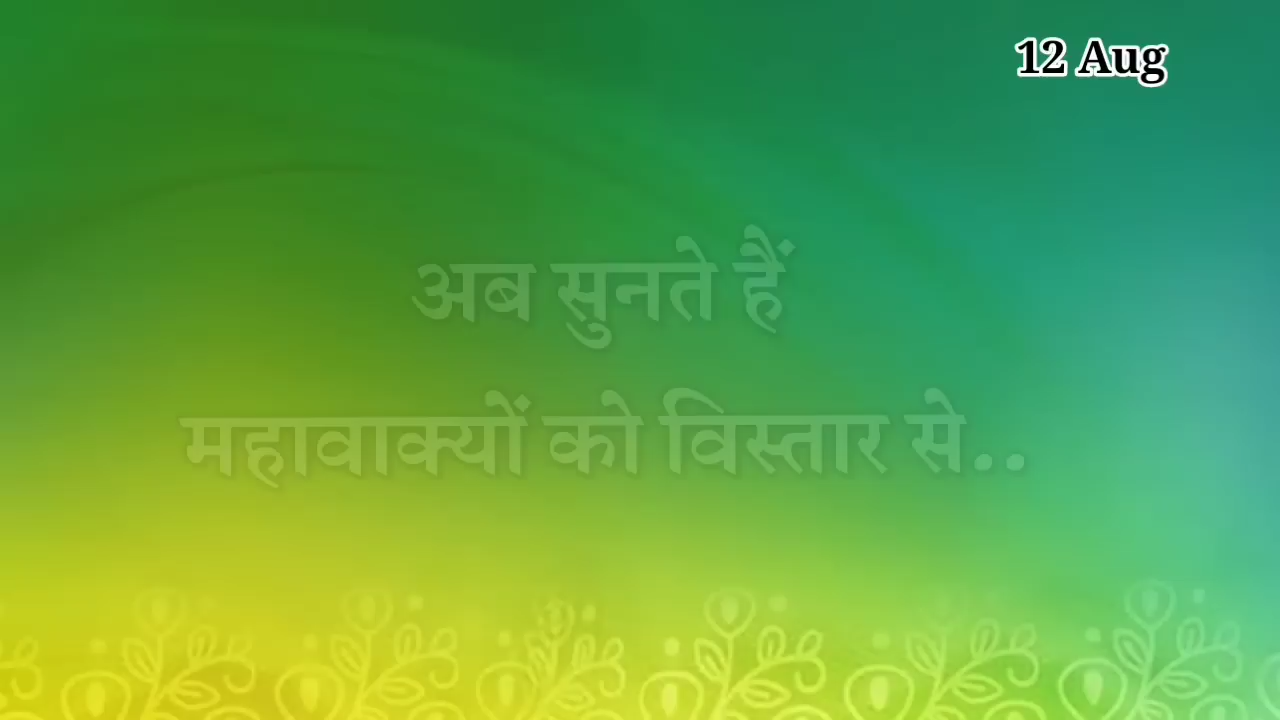 12 Aug
अब सुनते हैं
महावाक्यों को विस्तार से..